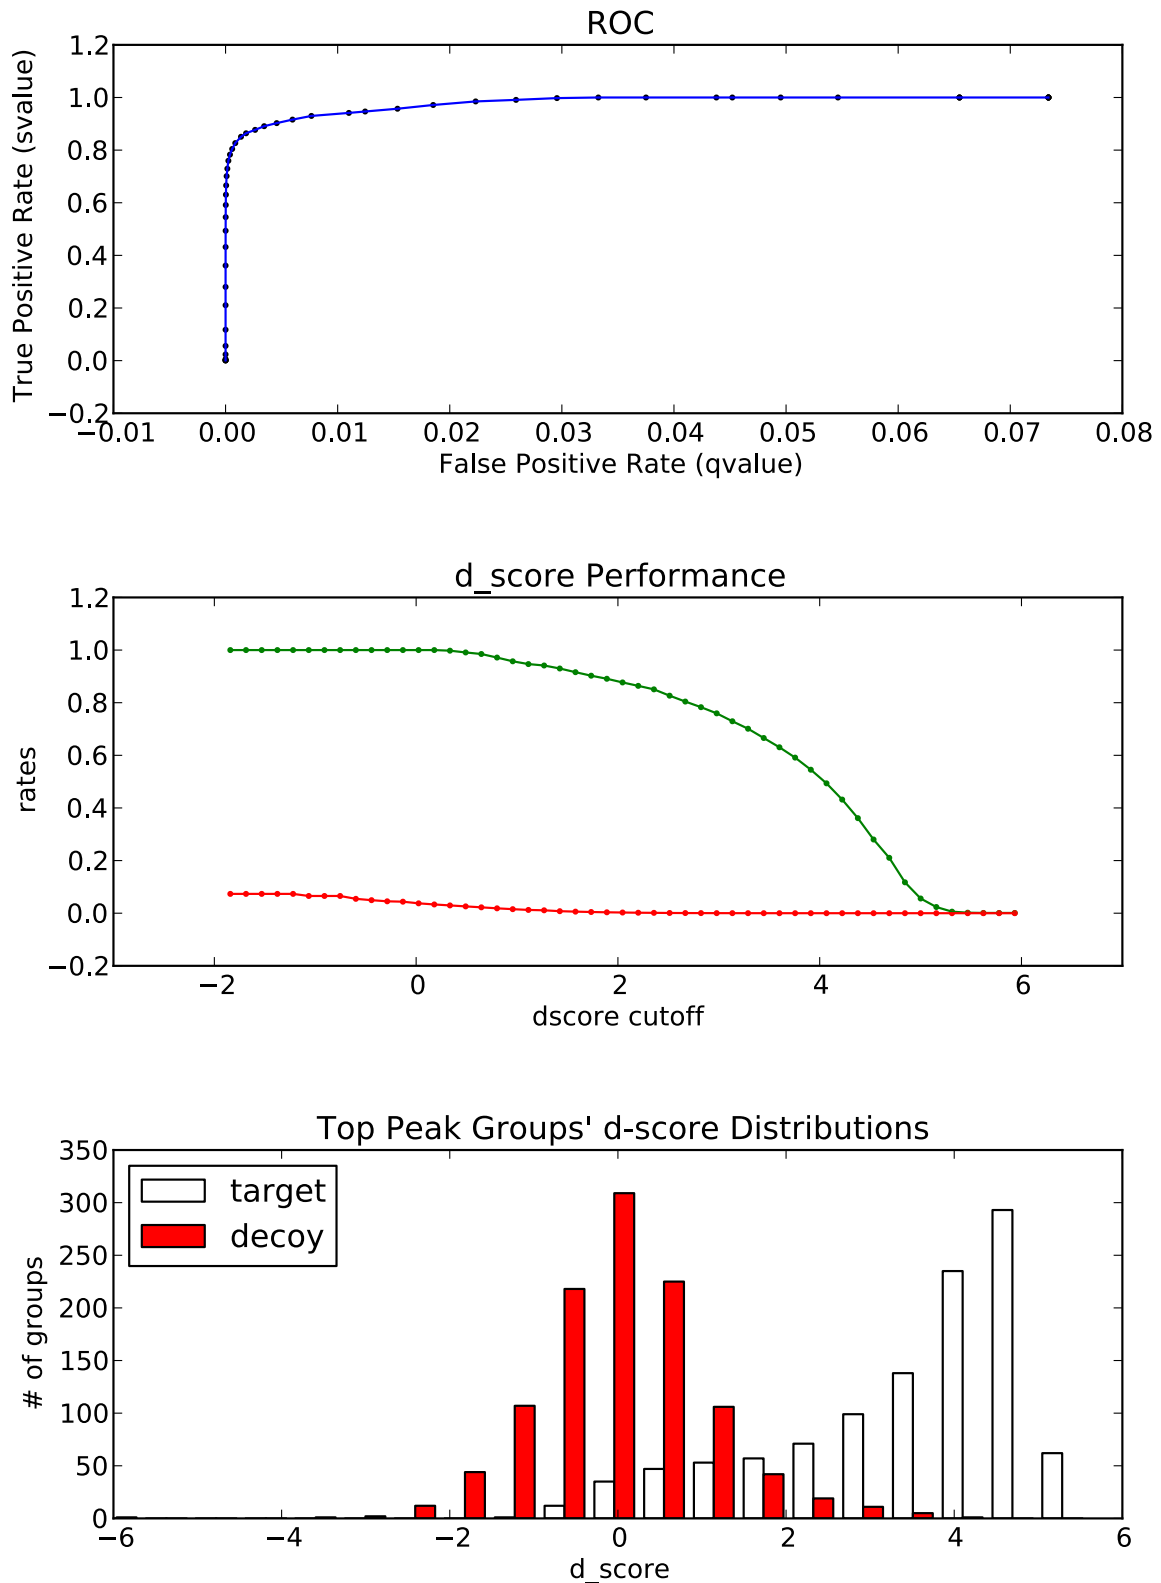 ROC
1.2
1.0
0.8
0.6
0.4
0.2
0.0
−0.2
True Positive Rate (svalue)
−0.01 0.00 0.01 0.02 0.03 0.04 0.05 0.06 0.07 0.08
False Positive Rate (qvalue)
d_score Performance
1.2
1.0
0.8
0.6
0.4
0.2
0.0
−0.2
rates
−2 0 2 4 6
dscore cutoff
Top Peak Groups' d-score Distributions
350
300
250
200
150
100
50
0
# of groups
target
decoy
−6 −4 −2 0 2 4 6
d_score